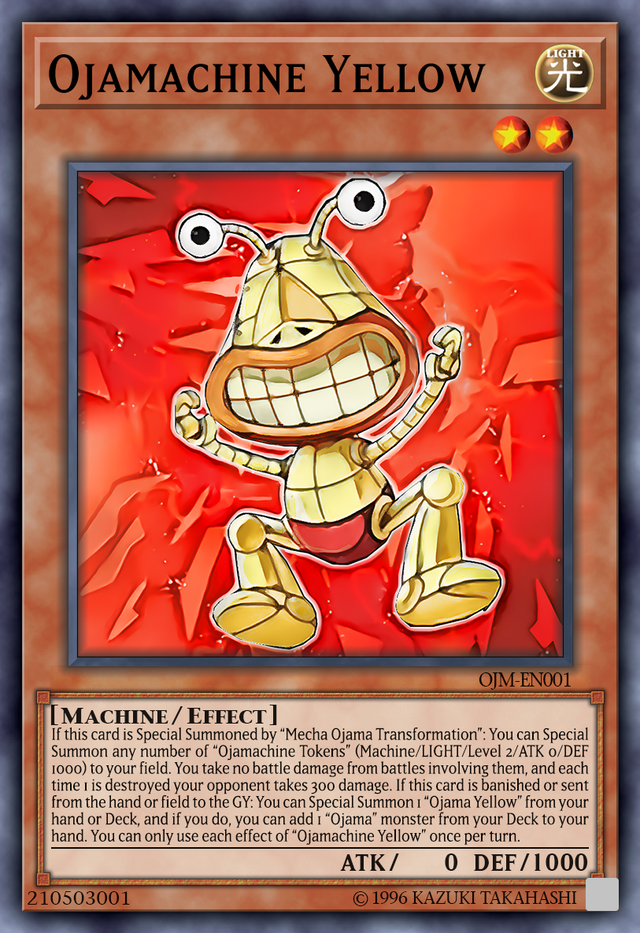 OJAMACHINE YELLOW
LIGHT
光
OJM-EN001
[MACHINE / EFFECT]
If this card is Special Summoned by “Mecha Ojama Transformation”: You can Special
Summon any number of “Ojamachine Tokens” (Machine/LIGHT/Level 2/ATK 0/DEF
1000) to your field. You take no battle damage from battles involving them, and each
time 1 is destroyed your opponent takes 300 damage. If this card is banished or sent
from the hand or field to the GY: You can Special Summon 1 “Ojama Yellow” from your
hand or Deck, and if you do, you can add 1 “Ojama” monster from your Deck to your
hand. You can only use each effect of “Ojamachine Yellow” once per turn.
ATK/ 0 DEF/1000
210503001 © 1996 KAZUKI TAKAHASHI